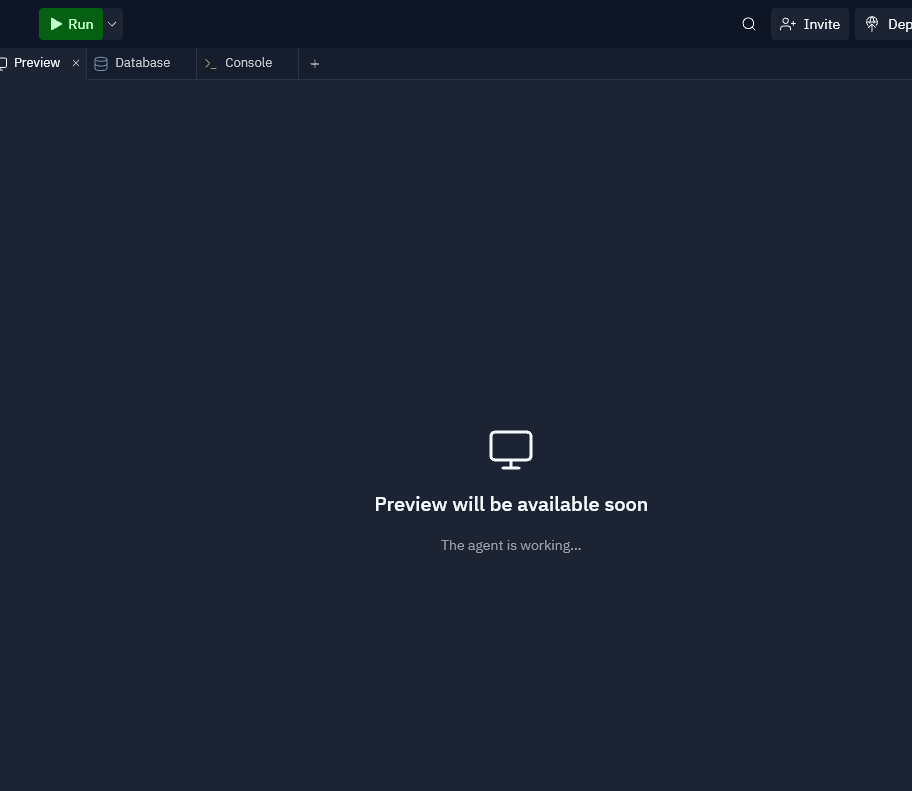 Run
Invite
Dep
Preview
Database
Console
Preview will be available soon
The agent is working...